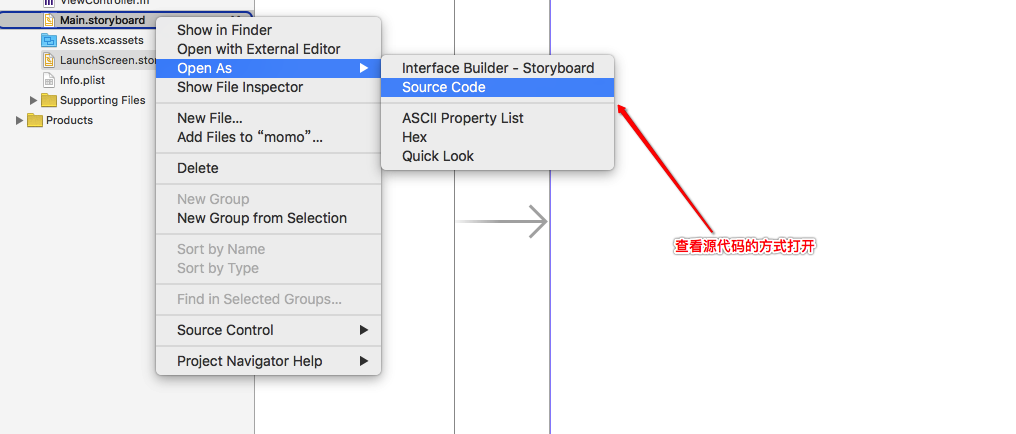 ViewController.m
Main.storyboard
Assets.xcassets
LaunchScreen.sto
Info.plist
Supporting Files
Products
Show in Finder
Open with External Editor
Open As
Show File Inspector
New File...
Add Files to “momo”...
Delete
New Group
New Group from Selection
Sort by Name
Sort by Type
Find in Selected Groups...
Source Control
Project Navigator Help
Interface Builder - Storyboard
Source Code
ASCII Property List
Hex
Quick Look
查看源代码的方式打开